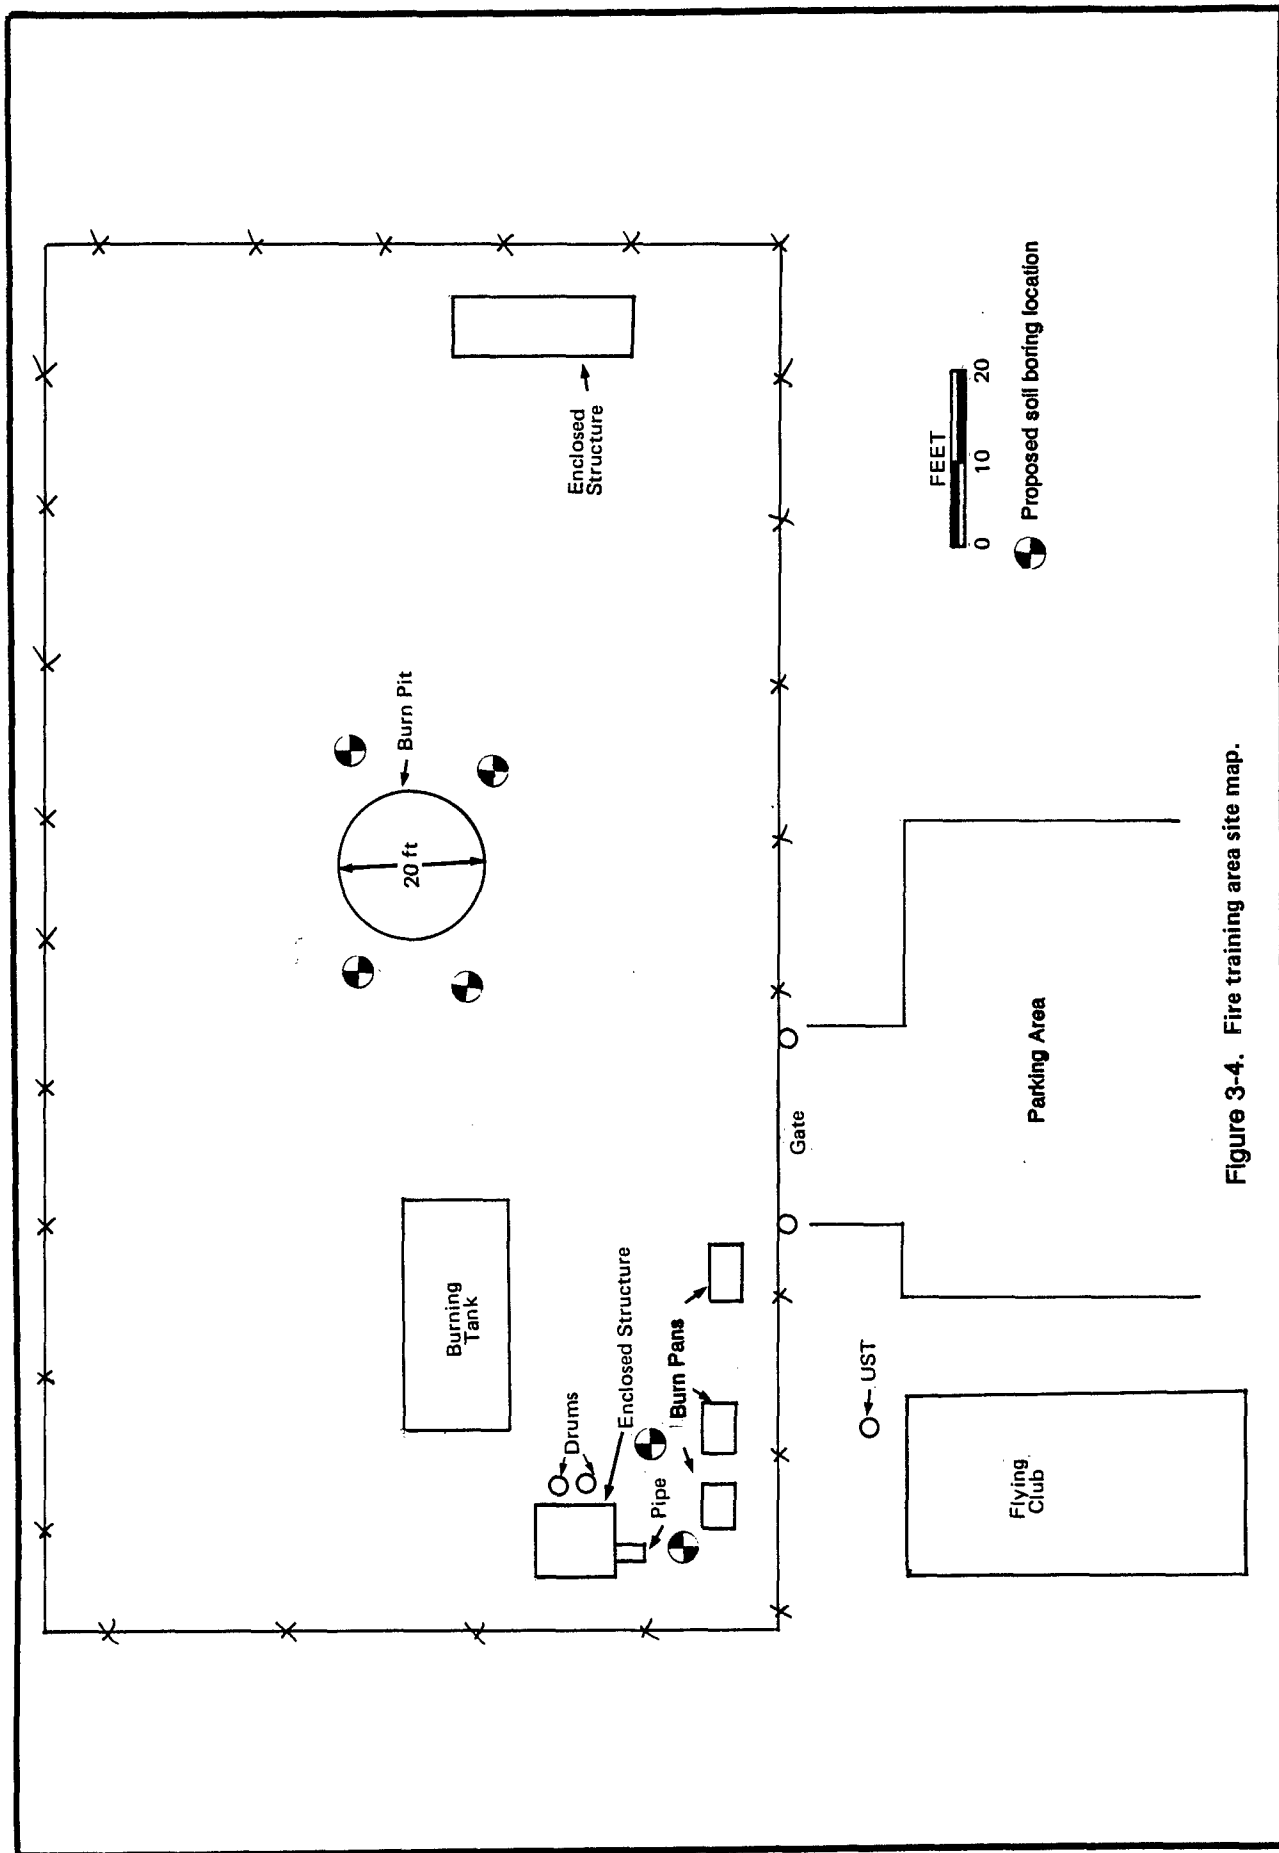 Burn Pit
20 ft
Enclosed
Structure
Burning
Tank
Drums
Enclosed Structure
Pipe
Burn Pans
Gate
UST
Flying
Club
Parking Area
FEET
0 10 20
Proposed soil boring location
Figure 3-4. Fire training area site map.